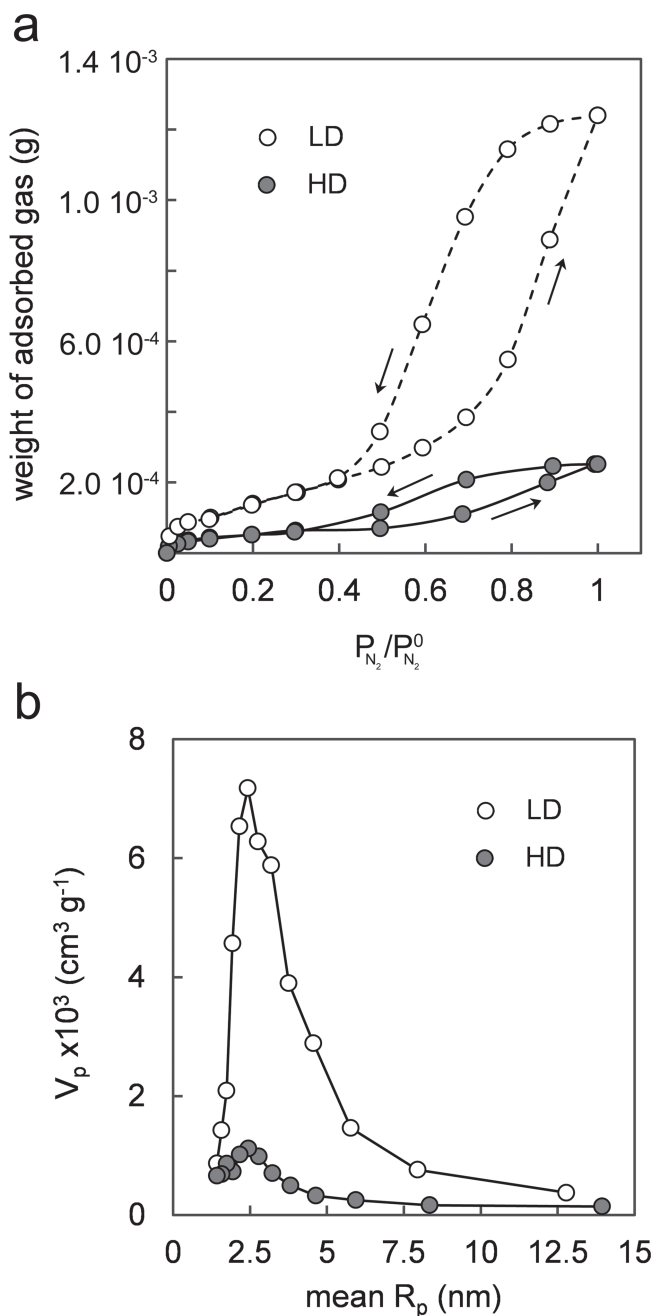 a
1.4 10⁻³
1.0 10⁻³
6.0 10⁻⁴
2.0 10⁻⁴
weight of adsorbed gas (g)
LD
HD
0 0.2 0.4 0.6 0.8 1
P_N₂/P⁰_N₂
b
8
6
4
2
0
Vₚ x10³ (cm³ g⁻¹)
LD
HD
0 2.5 5 7.5 10 12.5 15
mean Rₚ (nm)